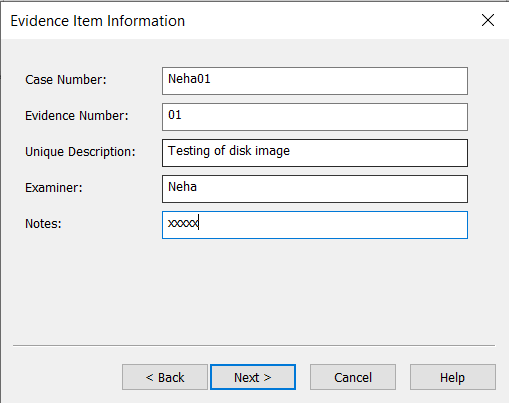 Evidence Item Information
Case Number: Neha01
Evidence Number: 01
Unique Description: Testing of disk image
Examiner: Neha
Notes: xxxxx
< Back Next > Cancel Help